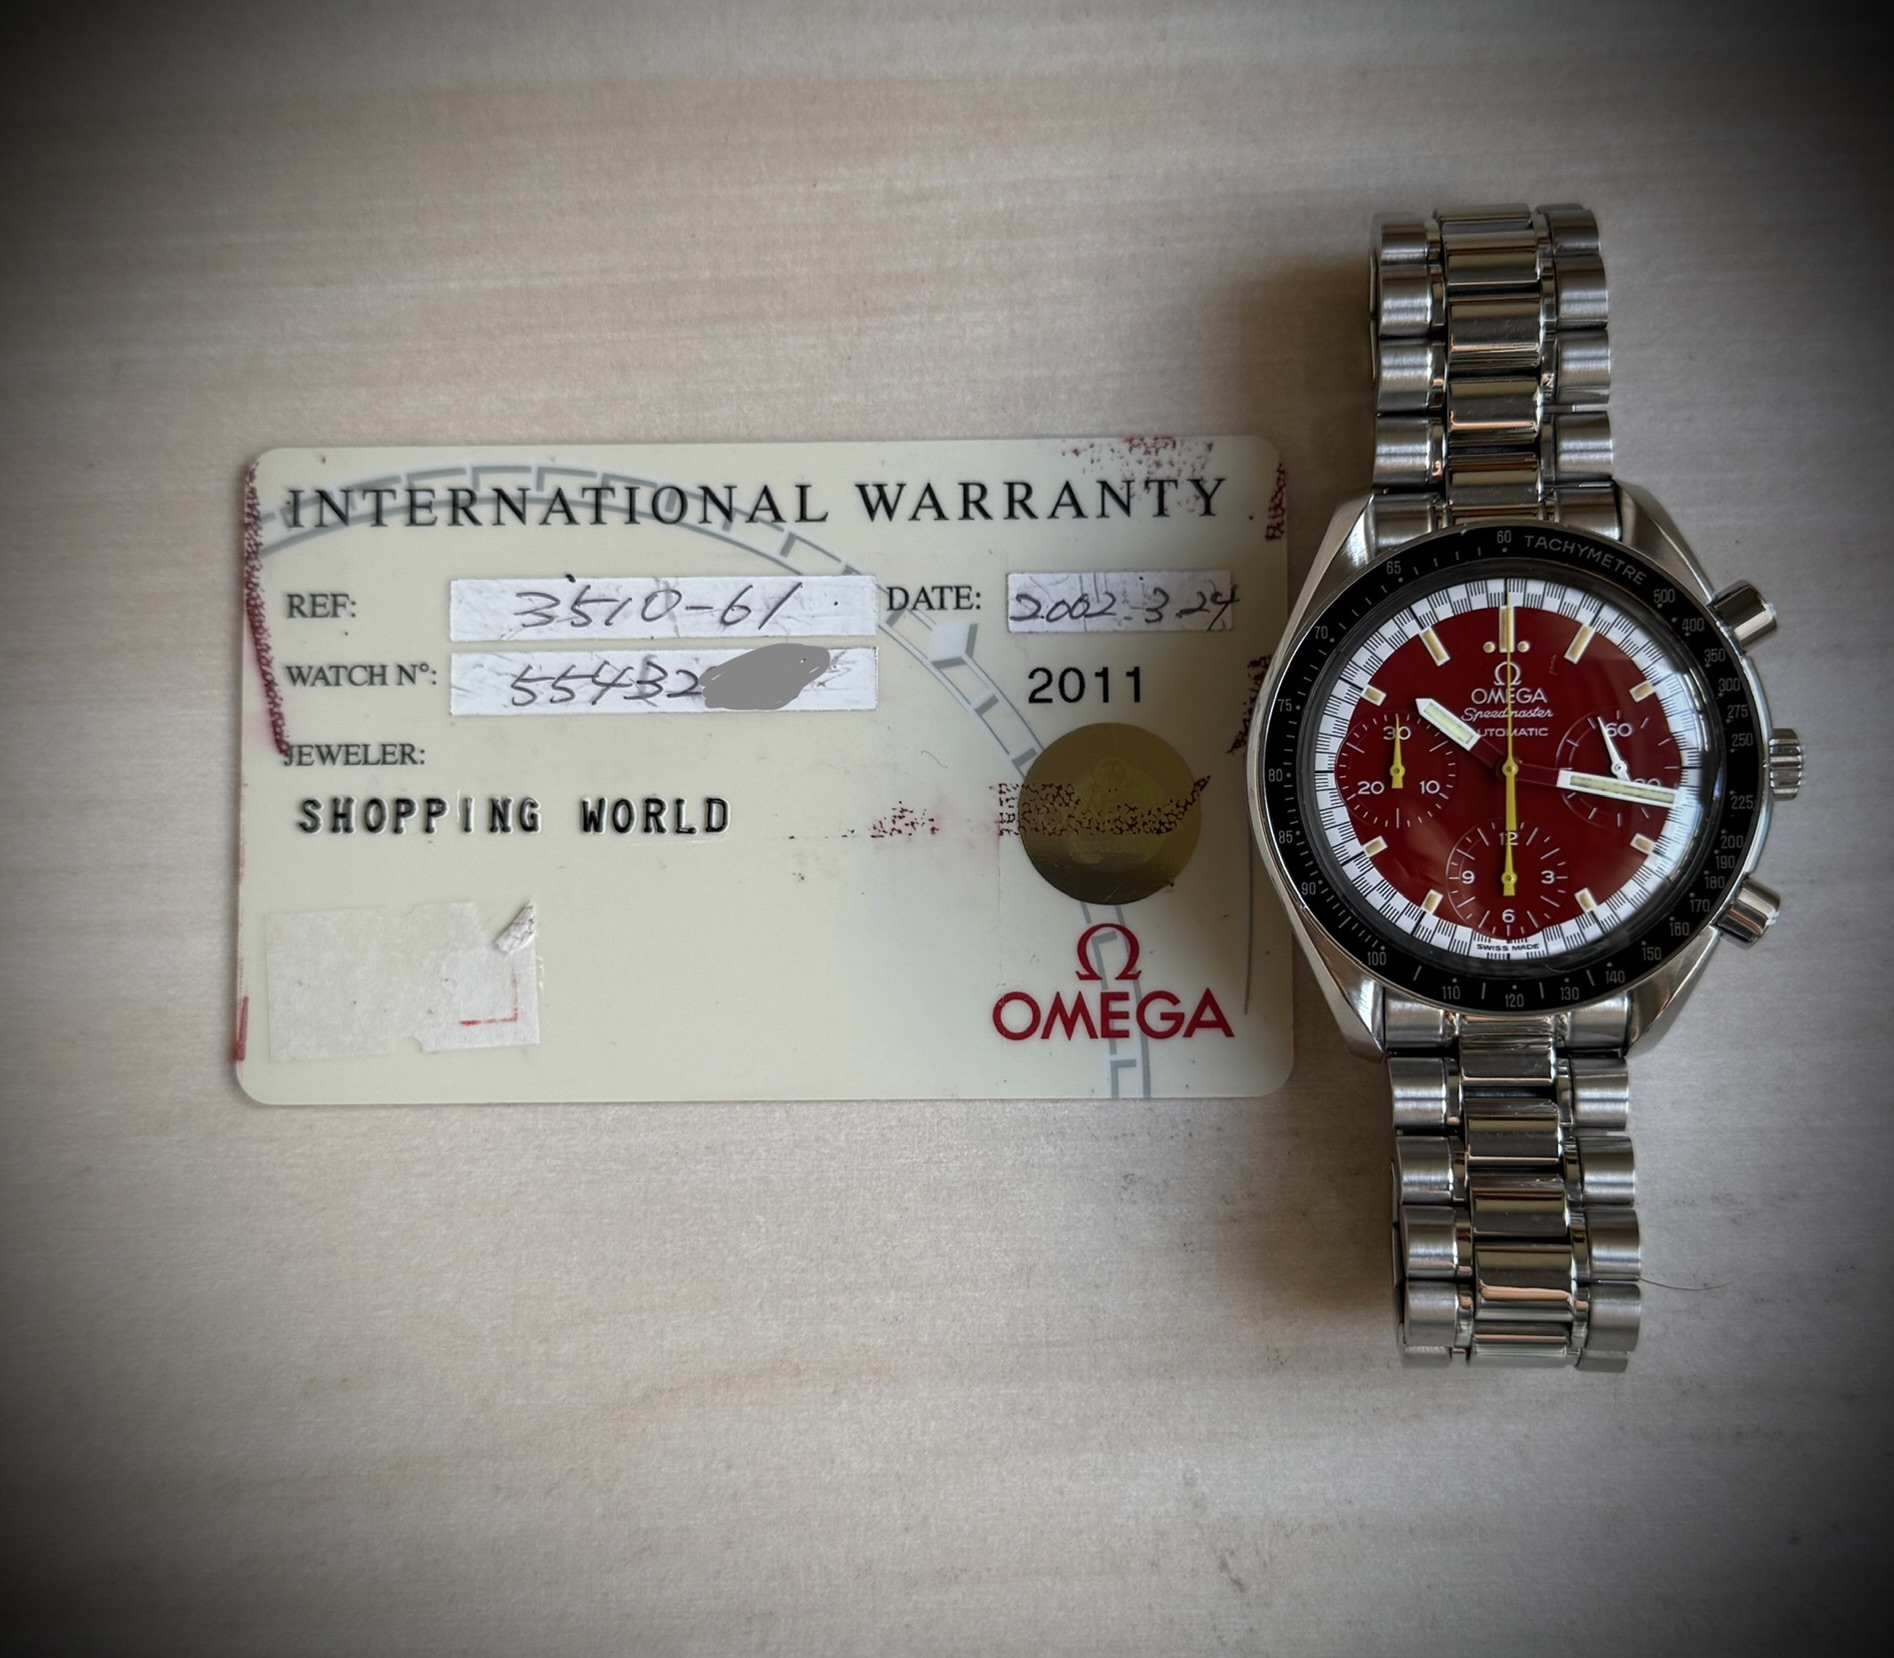 INTERNATIONAL WARRANTY
REF: 3510-61 DATE: 2002-3-24
WATCH Nº: 55432
2011
JEWELER:
SHOPPING WORLD
Ω
OMEGA
60 TACHYMETRE
500
400
350
300
275
250
225
200
190
180
170
160
150
140
130
120
110
100
90
85
80
75
70
65
Ω
OMEGA
Speedmaster
AUTOMATIC
30
20 10
60
12
9 3
6
SWISS MADE